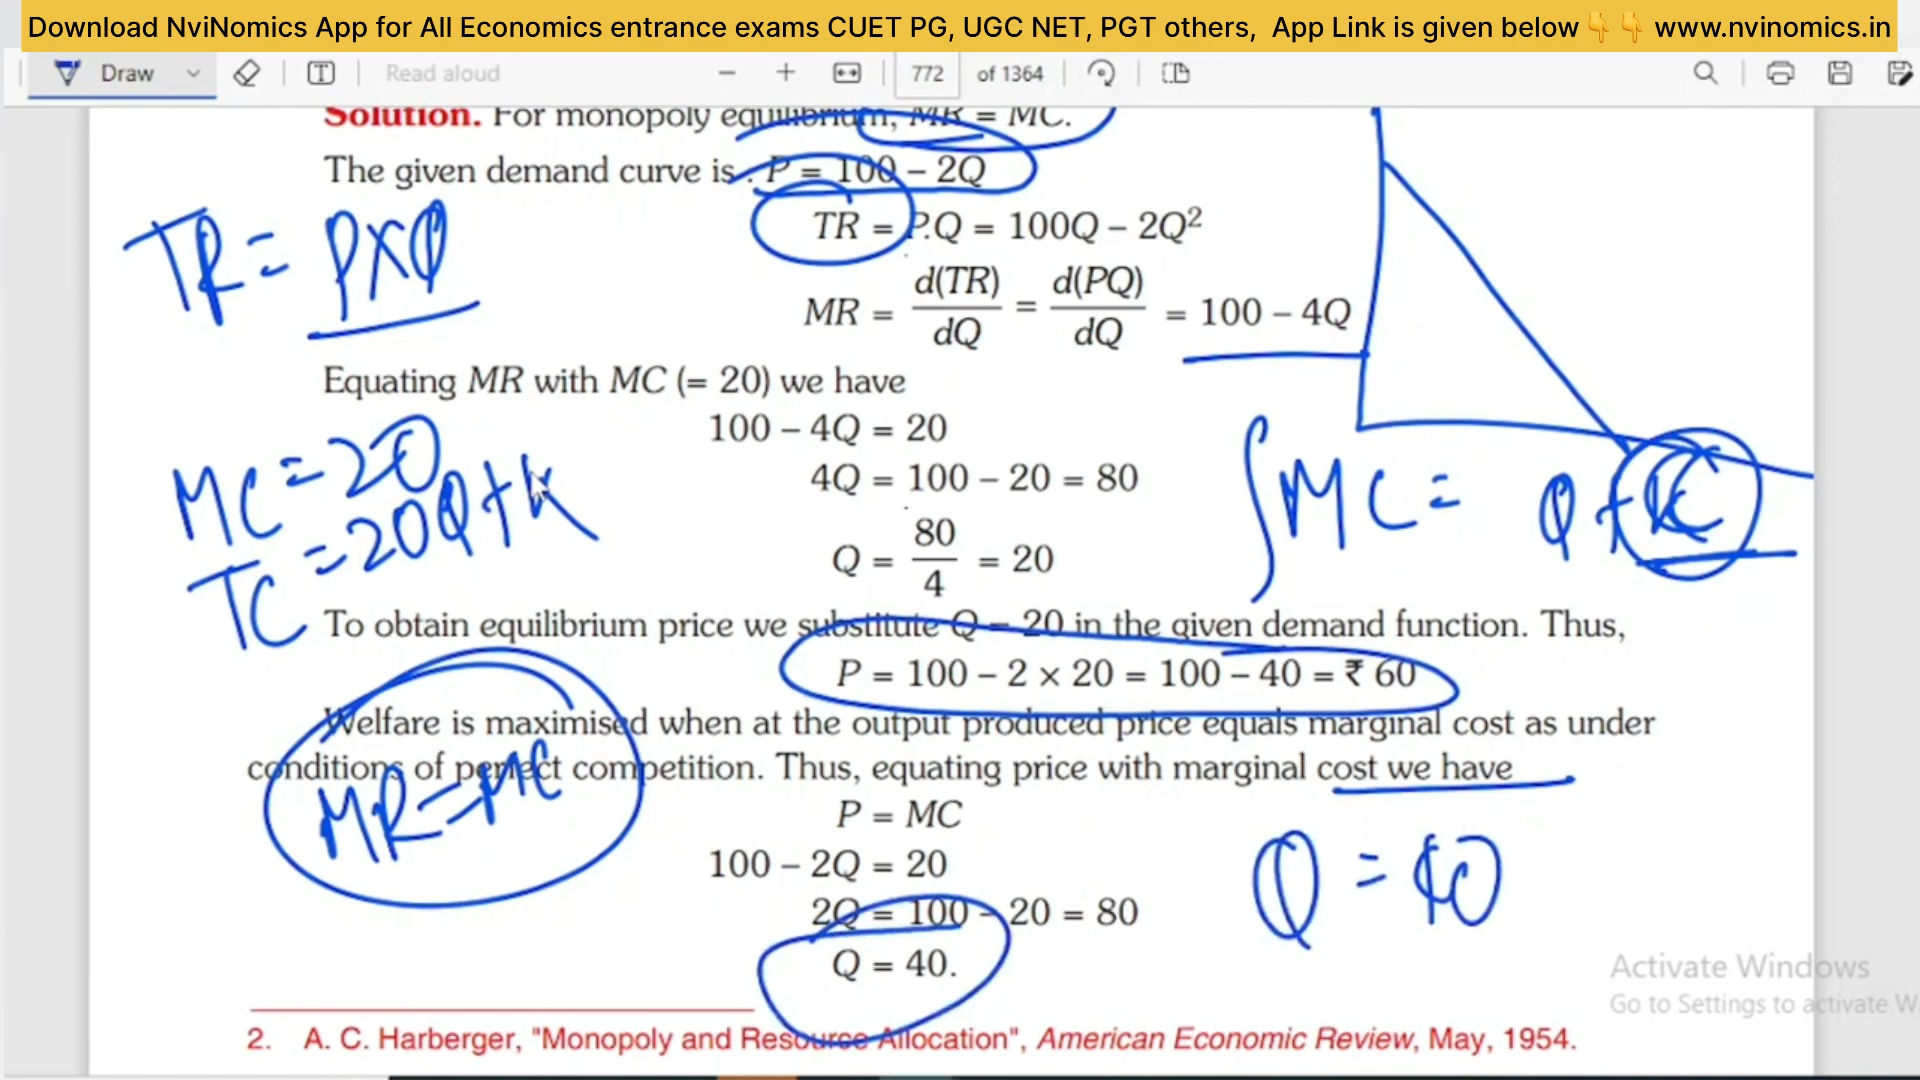 Download NviNomics App for All Economics entrance exams CUET PG, UGC NET, PGT others, App Link is given below👇👇 www.nvinomics.in
Draw
Read aloud
772 of 1364
Solution. For monopoly equilibrium, MR = MC.
The given demand curve is : P = 100 – 2Q
TR = P.Q = 100Q – 2Q²
TR = P×Q
MR = d(TR)/dQ = d(PQ)/dQ = 100 – 4Q
Equating MR with MC (= 20) we have
100 – 4Q = 20
MC = 20
4Q = 100 – 20 = 80
TC = 20Q + K
∫MC = Q +
Q = 80/4 = 20
To obtain equilibrium price we substitute Q – 20 in the given demand function. Thus,
P = 100 – 2 × 20 = 100 – 40 = ₹ 60
Welfare is maximised when at the output produced price equals marginal cost as under
conditions of perfect competition. Thus, equating price with marginal cost we have
MR = MC
P = MC
100 – 2Q = 20
Q = 40
2Q = 100 – 20 = 80
Q = 40.
Activate Windows
Go to Settings to activate W
2. A. C. Harberger, "Monopoly and Resource Allocation", American Economic Review, May, 1954.